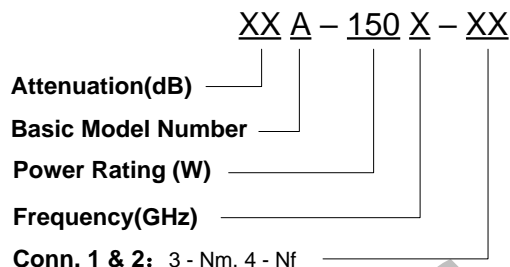 XX A – 150 X – XX
Attenuation(dB)
Basic Model Number
Power Rating (W)
Frequency(GHz)
Conn. 1 & 2: 3 - Nm, 4 - Nf